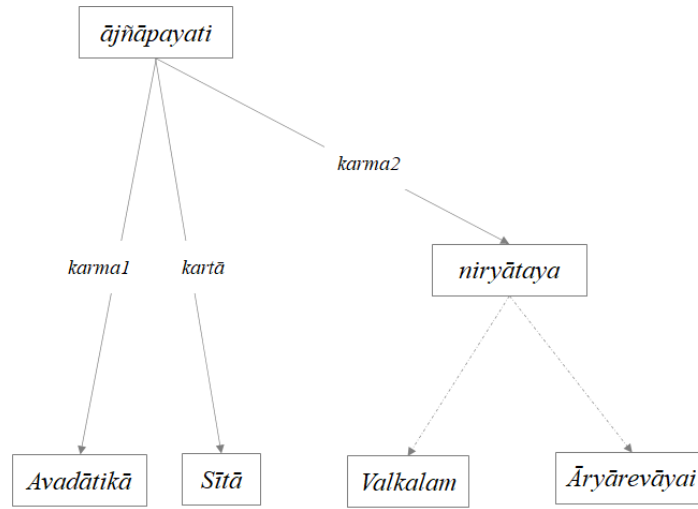 ājñāpayati
karma2
karma1
kartā
niryātaya
Avadātikā
Sītā
Valkalam
Āryārevāyai